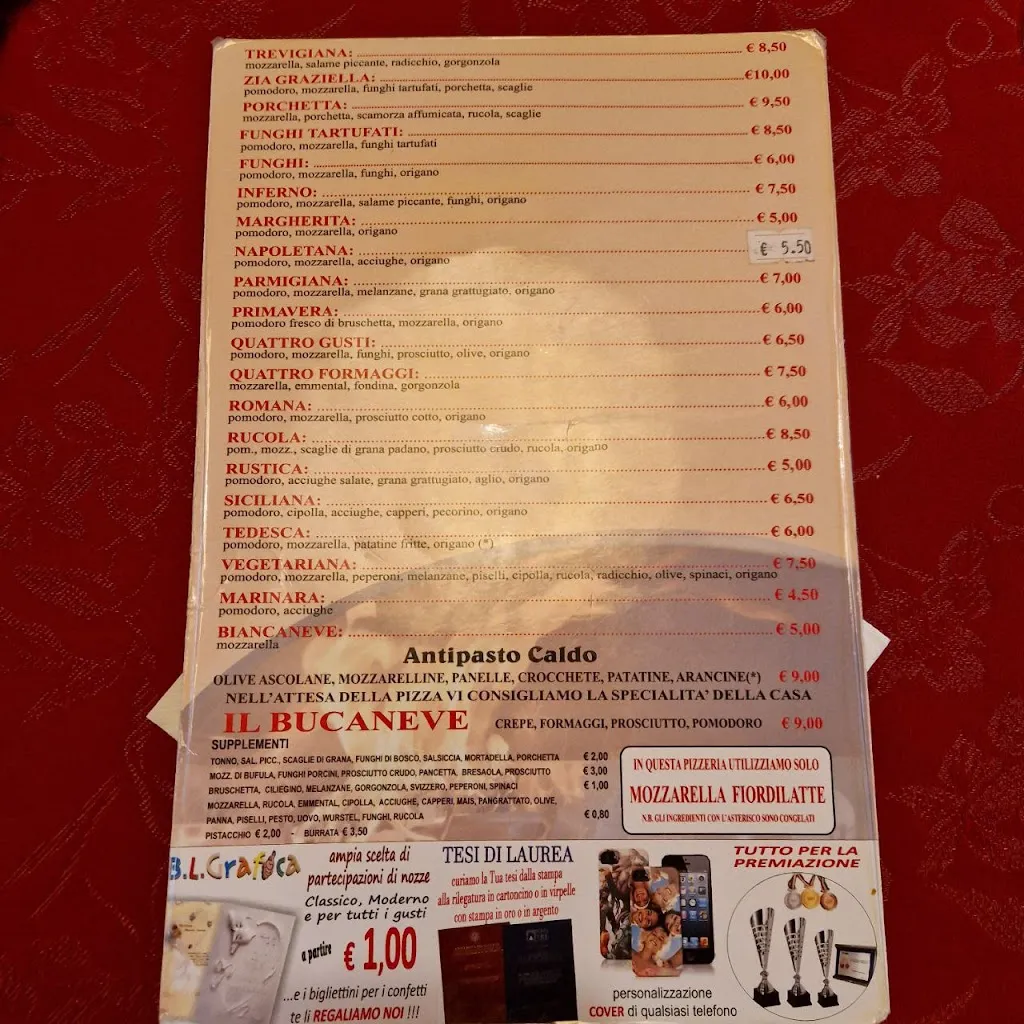 TREVIGIANA: € 8,50
mozzarella, salame piccante, radicchio, gorgonzola
ZIA GRAZIELLA: €10,00
pomodoro, mozzarella, funghi tartufati, porchetta, scaglie
PORCHETTA: € 9,50
mozzarella, porchetta, scamorza affumicata, rucola, scaglie
FUNGHI TARTUFATI: € 8,50
pomodoro, mozzarella, funghi tartufati
FUNGHI: € 6,00
pomodoro, mozzarella, funghi, origano
INFERNO: € 7,50
pomodoro, mozzarella, salame piccante, funghi, origano
MARGHERITA: € 5,00
pomodoro, mozzarella, origano
NAPOLETANA: € 5.50
pomodoro, mozzarella, acciughe, origano
PARMIGIANA: € 7,00
pomodoro, mozzarella, melanzane, grana grattugiato, origano
PRIMAVERA: € 6,00
pomodoro fresco di bruschetta, mozzarella, origano
QUATTRO GUSTI: € 6,50
pomodoro, mozzarella, funghi, prosciutto, olive, origano
QUATTRO FORMAGGI: € 7,50
mozzarella, emmental, fondina, gorgonzola
ROMANA: € 6,00
pomodoro, mozzarella, prosciutto cotto, origano
RUCOLA: € 8,50
pom., mozz., scaglie di grana padano, prosciutto crudo, rucola, origano
RUSTICA: € 5,00
pomodoro, acciughe salate, grana grattugiato, aglio, origano
SICILIANA: € 6,50
pomodoro, cipolla, acciughe, capperi, pecorino, origano
TEDESCA: € 6,00
pomodoro, mozzarella, patatine fritte, origano (*)
VEGETARIANA: € 7,50
pomodoro, mozzarella, peperoni, melanzane, piselli, cipolla, rucola, radicchio, olive, spinaci, origano
MARINARA: € 4.50
pomodoro, acciughe
BIANCANEVE: € 5,00
mozzarella
Antipasto Caldo
OLIVE ASCOLANE, MOZZARELLINE, PANELLE, CROCCHETE, PATATINE, ARANCINE(*) € 9,00
NELL'ATTESA DELLA PIZZA VI CONSIGLIAMO LA SPECIALITA' DELLA CASA
IL BUCANEVE CREPE, FORMAGGI, PROSCIUTTO, POMODORO € 9,00
SUPPLEMENTI
TONNO, SAL. PICC., SCAGLIE DI GRANA, FUNGHI DI BOSCO, SALSICCIA, MORTADELLA, PORCHETTA € 2,00
MOZZ. DI BUFULA, FUNGHI PORCINI, PROSCIUTTO CRUDO, PANCETTA, BRESAOLA, PROSCIUTTO € 3,00
BRUSCHETTA, CILIEGINO, MELANZANE, GORGONZOLA, SVIZZERO, PEPERONI, SPINACI € 1,00
MOZZARELLA, RUCOLA, EMMENTAL, CIPOLLA, ACCIUGHE, CAPPERI, MAIS, PANGRATTATO, OLIVE,
PANNA, PISELLI, PESTO, UOVO, WURSTEL, FUNGHI, RUCOLA € 0,80
PISTACCHIO € 2,00 - BURRATA € 3,50
IN QUESTA PIZZERIA UTILIZZIAMO SOLO
MOZZARELLA FIORDILATTE
N.B. GLI INGREDIENTI CON L'ASTERISCO SONO CONGELATI
B.L.Grafica
ampia scelta di
partecipazioni di nozze
Classico, Moderno
e per tutti i gusti
a partire € 1,00
...e i bigliettini per i confetti
te li REGALIAMO NOI !!!
TESI DI LAUREA
curiamo la Tua tesi dalla stampa
alla rilegatura in cartoncino o in virpelle
con stampa in oro o in argento
personalizzazione
COVER di qualsiasi telefono
TUTTO PER LA
PREMIAZIONE